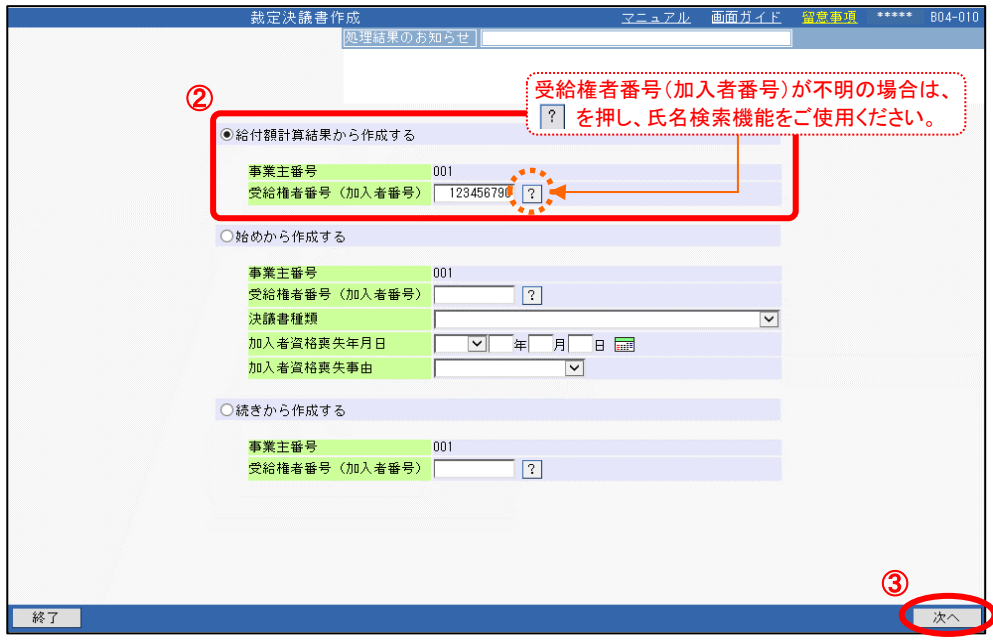 裁定決議書作成 マニュアル 画面ガイド 留意事項 ***** B04-010
処理結果のお知らせ
受給権者番号（加入者番号）が不明の場合は、
? を押し、氏名検索機能をご使用ください。
②
給付額計算結果から作成する
事業主番号 001
受給権者番号（加入者番号） 123456790 ?
始めから作成する
事業主番号 001
受給権者番号（加入者番号） ?
決議書種類
加入者資格喪失年月日 年 月 日
加入者資格喪失事由
続きから作成する
事業主番号 001
受給権者番号（加入者番号） ?
③
終了 次へ